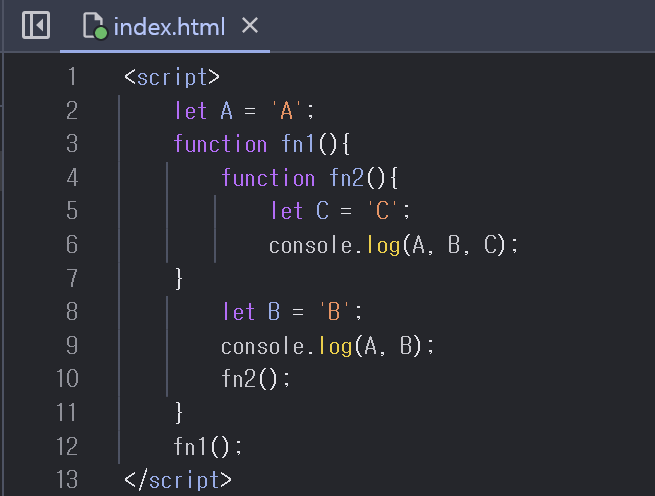 index.html
1 <script>
2 let A = 'A';
3 function fn1(){
4 function fn2(){
5 let C = 'C';
6 console.log(A, B, C);
7 }
8 let B = 'B';
9 console.log(A, B);
10 fn2();
11 }
12 fn1();
13 </script>